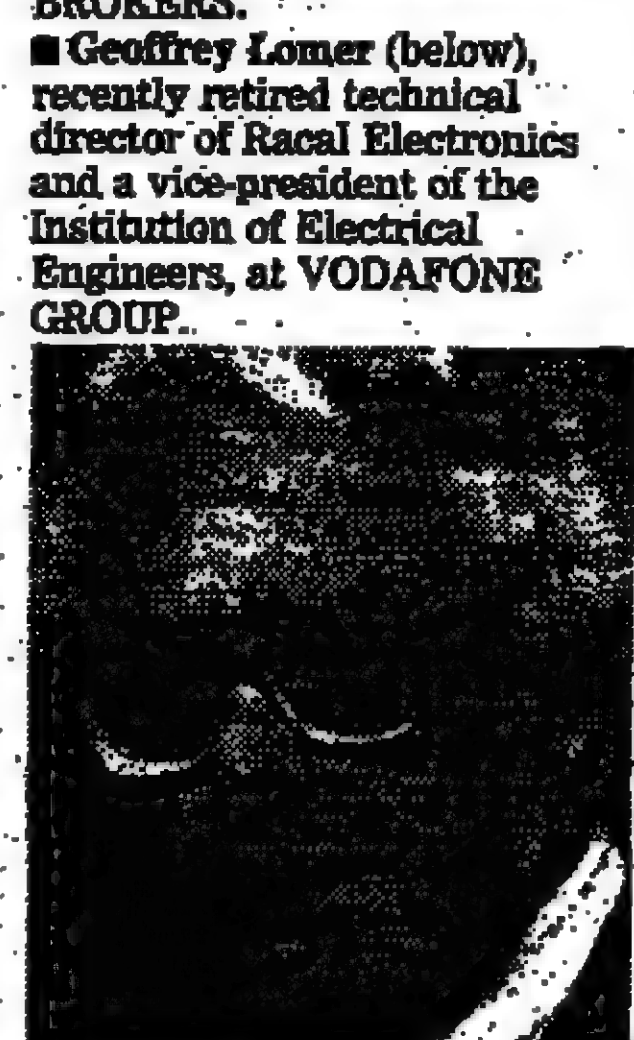 BROKERS.
■ Geoffrey Lomer (below),
recently retired technical
director of Racal Electronics
and a vice-president of the
Institution of Electrical
Engineers, at VODAFONE
GROUP.